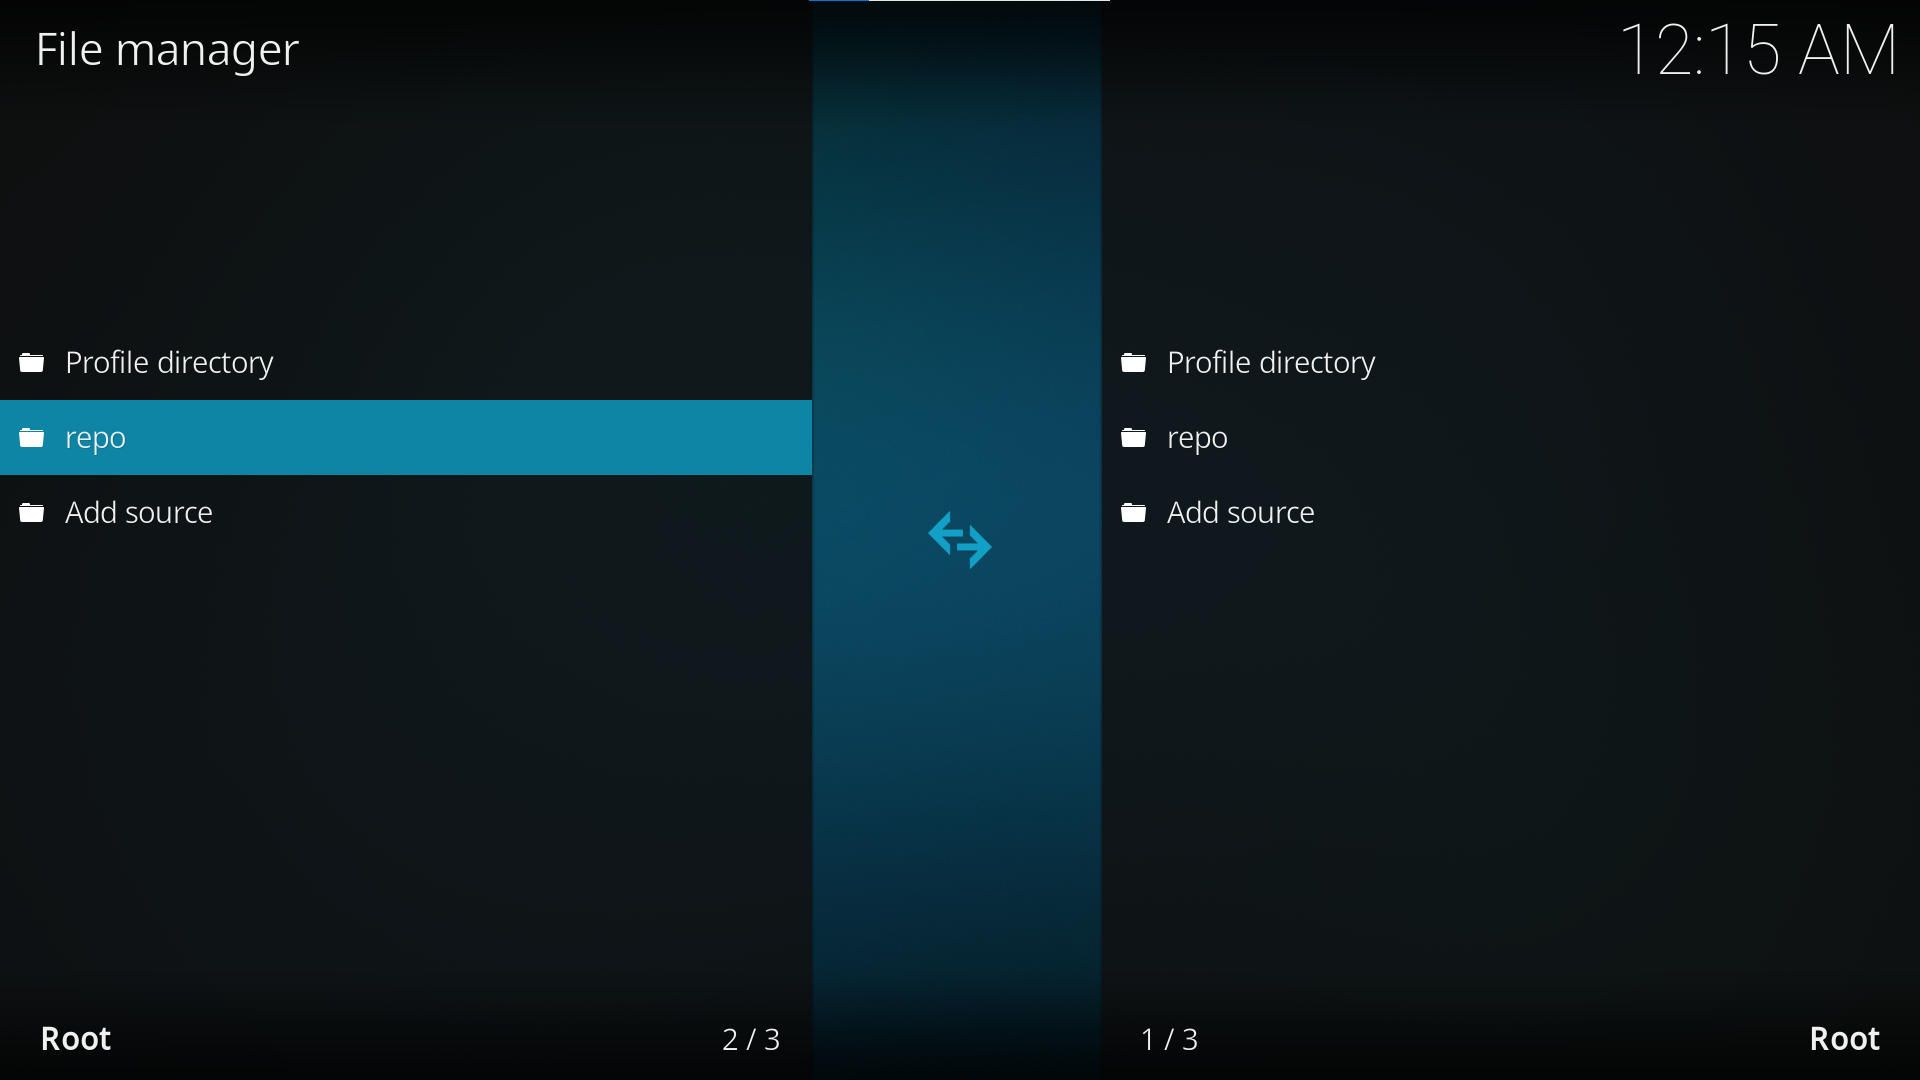 File manager
12:15 AM
Profile directory
repo
Add source
Profile directory
repo
Add source
Root
2 / 3
1 / 3
Root